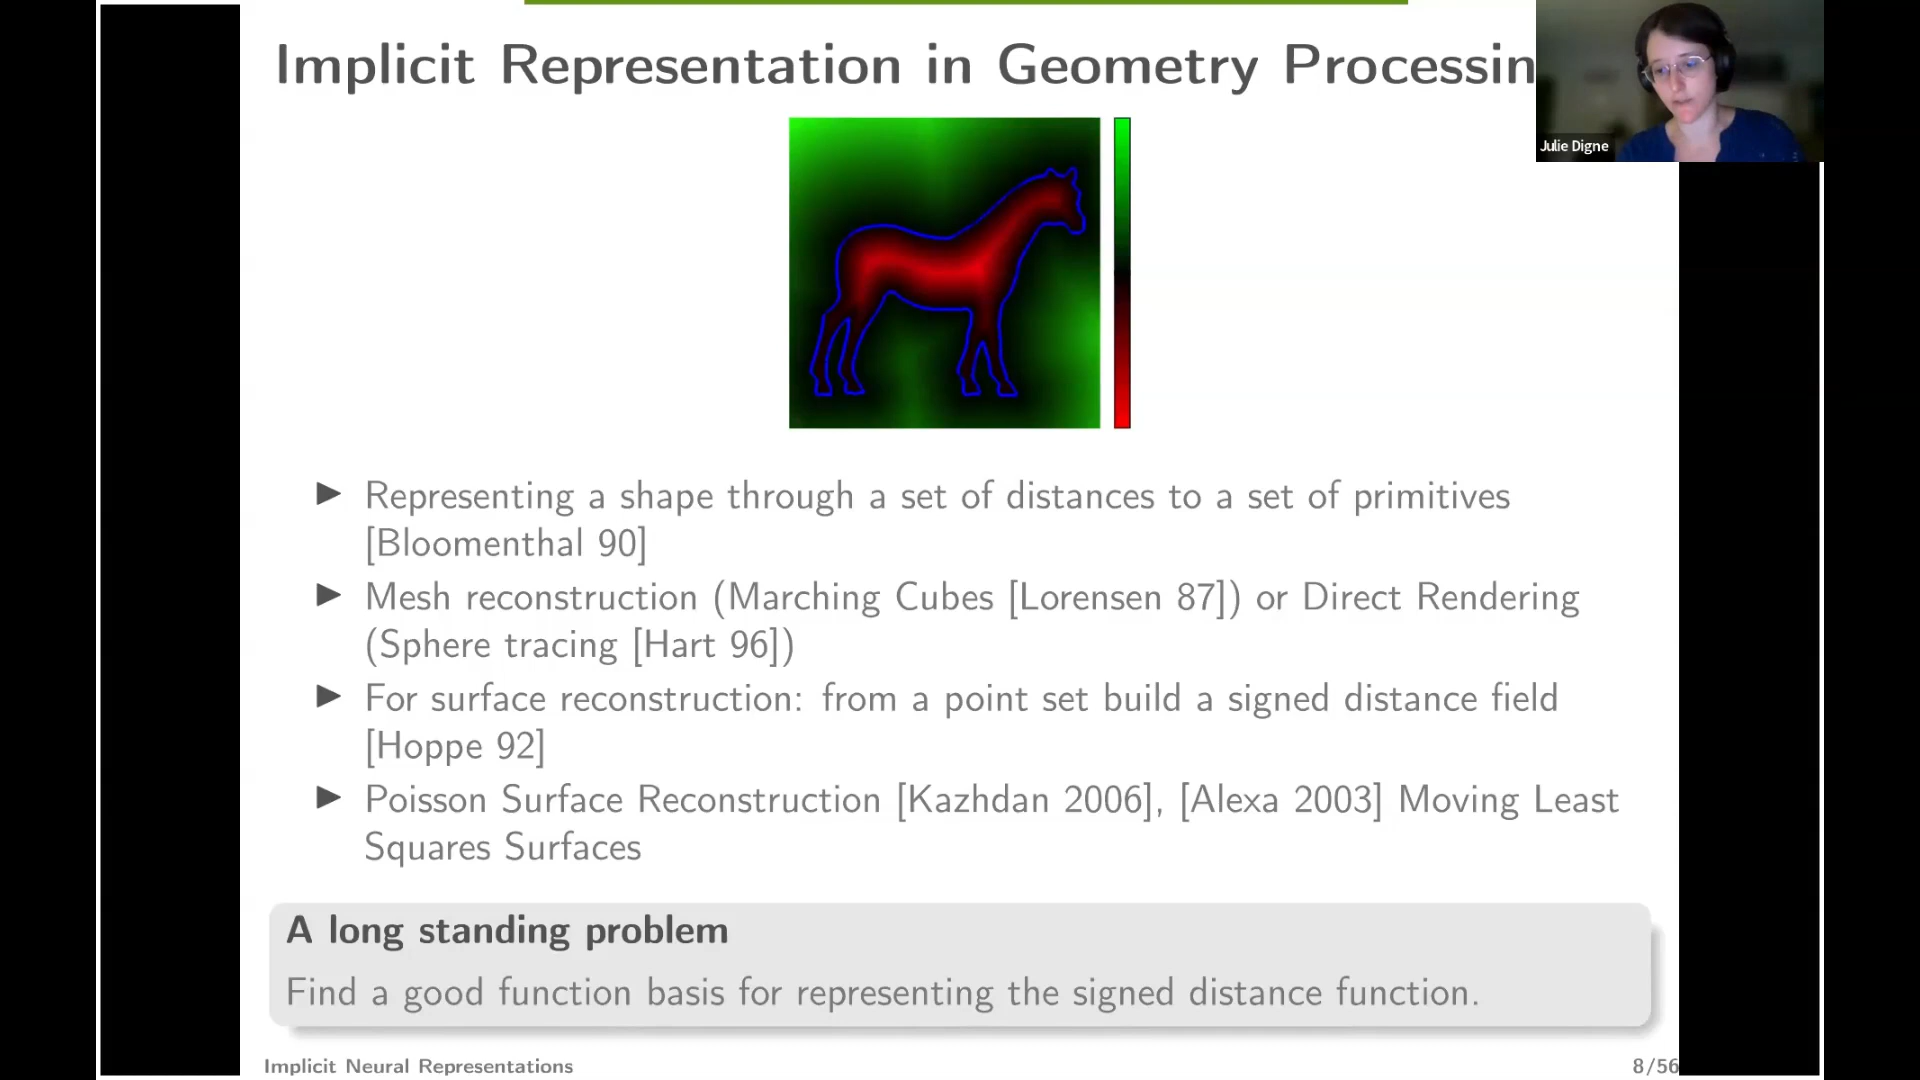 Implicit Representation in Geometry Processin
Julie Digne
▶ Representing a shape through a set of distances to a set of primitives
[Bloomenthal 90]
▶ Mesh reconstruction (Marching Cubes [Lorensen 87]) or Direct Rendering
(Sphere tracing [Hart 96])
▶ For surface reconstruction: from a point set build a signed distance field
[Hoppe 92]
▶ Poisson Surface Reconstruction [Kazhdan 2006], [Alexa 2003] Moving Least
Squares Surfaces
A long standing problem
Find a good function basis for representing the signed distance function.
Implicit Neural Representations
8/56